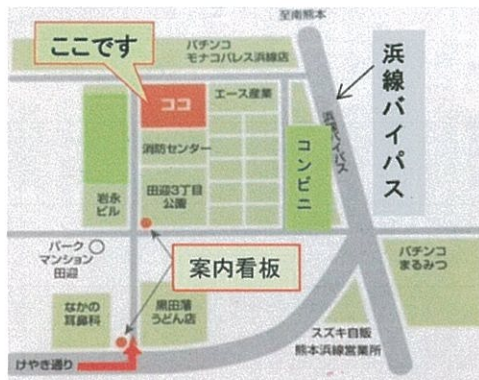 至南熊本
ここです
パチンコ
モナコパレス浜線店
浜線バイパス
ココ
エース産業
浜線バイパス
消防センター
コンビニ
田迎3丁目
公園
岩永
ビル
パーク
マンション
田迎
案内看板
パチンコ
まるみつ
なかの
耳鼻科
黒田藩
うどん店
スズキ自販
熊本浜線営業所
けやき通り